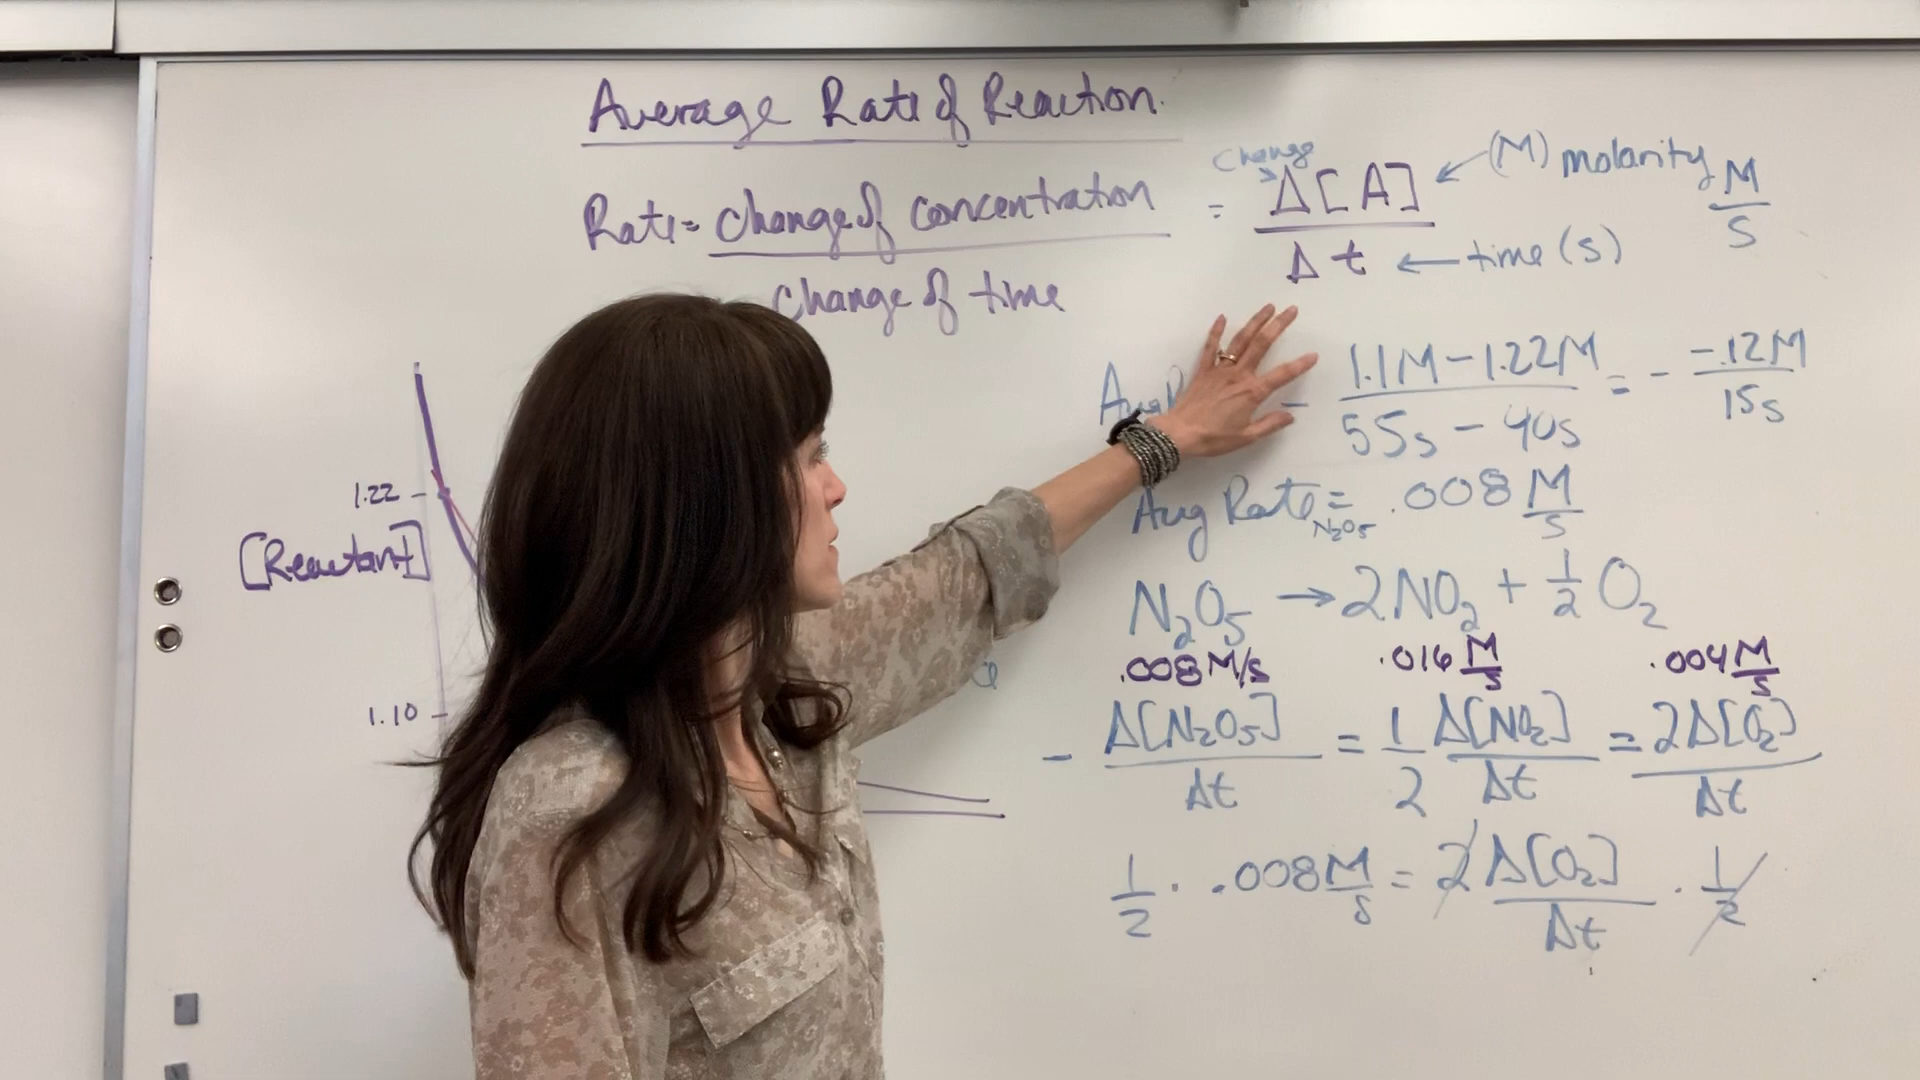 Average Rate of Reaction.
Rate = Change of Concentration / Change of time = Δ[A] / Δt
Change
← (M) molarity M/s
← time (s)
Avg - 1.1M - 1.22M / 55s - 40s = - -.12M / 15s
Avg Rate N₂O₅ = .008 M/s
N₂O₅ → 2NO₂ + 1/2 O₂
.008 M/s .016 M/s .004 M/s
- Δ[N₂O₅] / Δt = 1/2 Δ[NO₂] / Δt = 2Δ[O₂] / Δt
1/2 · .008 M/s = 2 Δ[O₂] / Δt · 1/2
1.22
[Reactant]
1.10